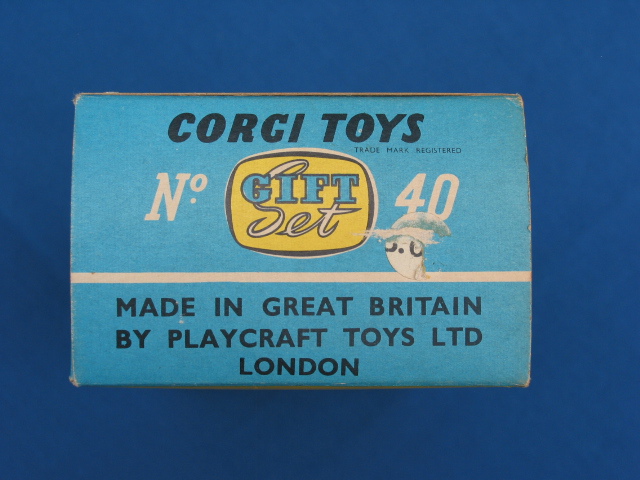 CORGI TOYS
TRADE MARK REGISTERED
Nº GIFT Set 40
MADE IN GREAT BRITAIN
BY PLAYCRAFT TOYS LTD
LONDON